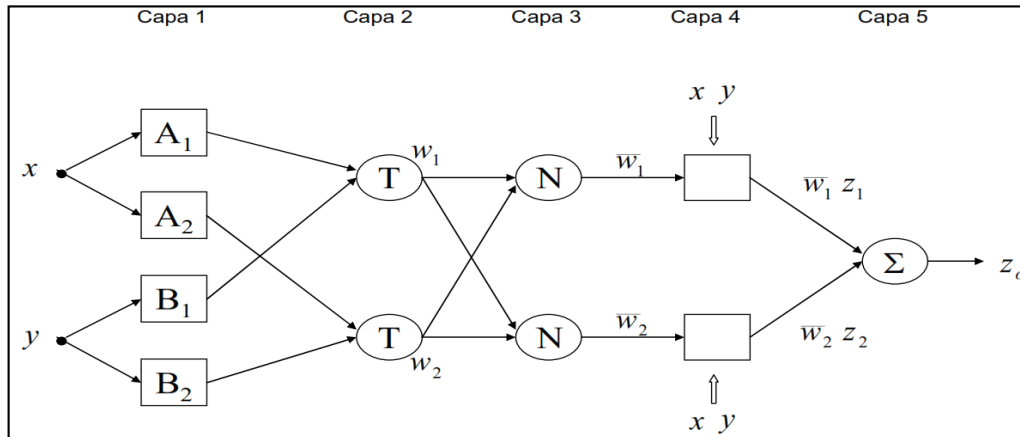 Capa 1 Capa 2 Capa 3 Capa 4 Capa 5
x y
A₁
w₁ w̅₁
x T N
w̅₁ z₁
A₂
Σ z₀
B₁
w̅₂ w̅₂ z₂
y T N
w₂
B₂
x y